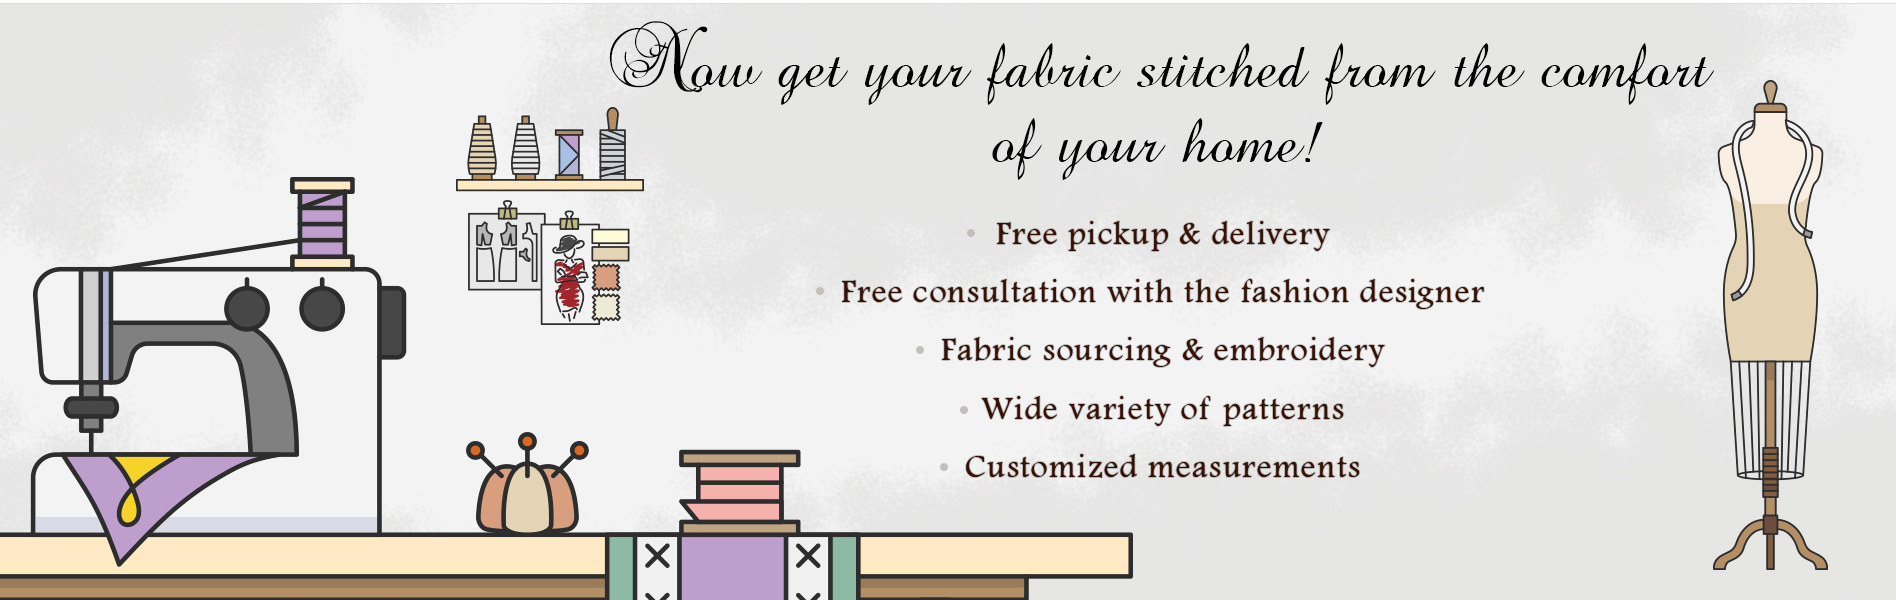 Now get your fabric stitched from the comfort
of your home!
• Free pickup & delivery
• Free consultation with the fashion designer
• Fabric sourcing & embroidery
• Wide variety of patterns
• Customized measurements